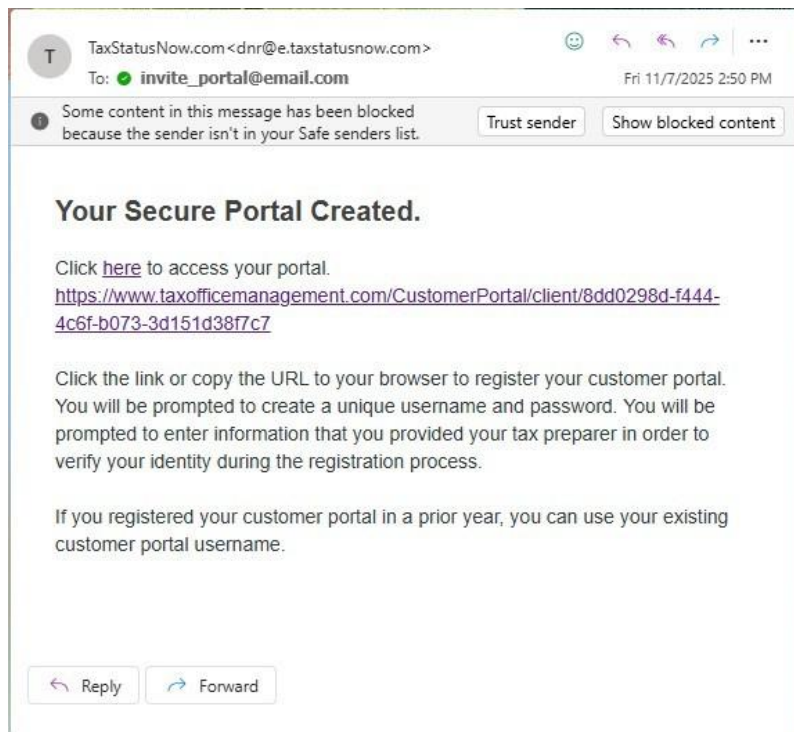 T
TaxStatusNow.com<dnr@e.taxstatusnow.com>
To: invite_portal@email.com
Fri 11/7/2025 2:50 PM
Some content in this message has been blocked
because the sender isn't in your Safe senders list.
Trust sender
Show blocked content
Your Secure Portal Created.
Click here to access your portal.
https://www.taxofficemanagement.com/CustomerPortal/client/8dd0298d-f444-
4c6f-b073-3d151d38f7c7
Click the link or copy the URL to your browser to register your customer portal.
You will be prompted to create a unique username and password. You will be
prompted to enter information that you provided your tax preparer in order to
verify your identity during the registration process.
If you registered your customer portal in a prior year, you can use your existing
customer portal username.
Reply
Forward